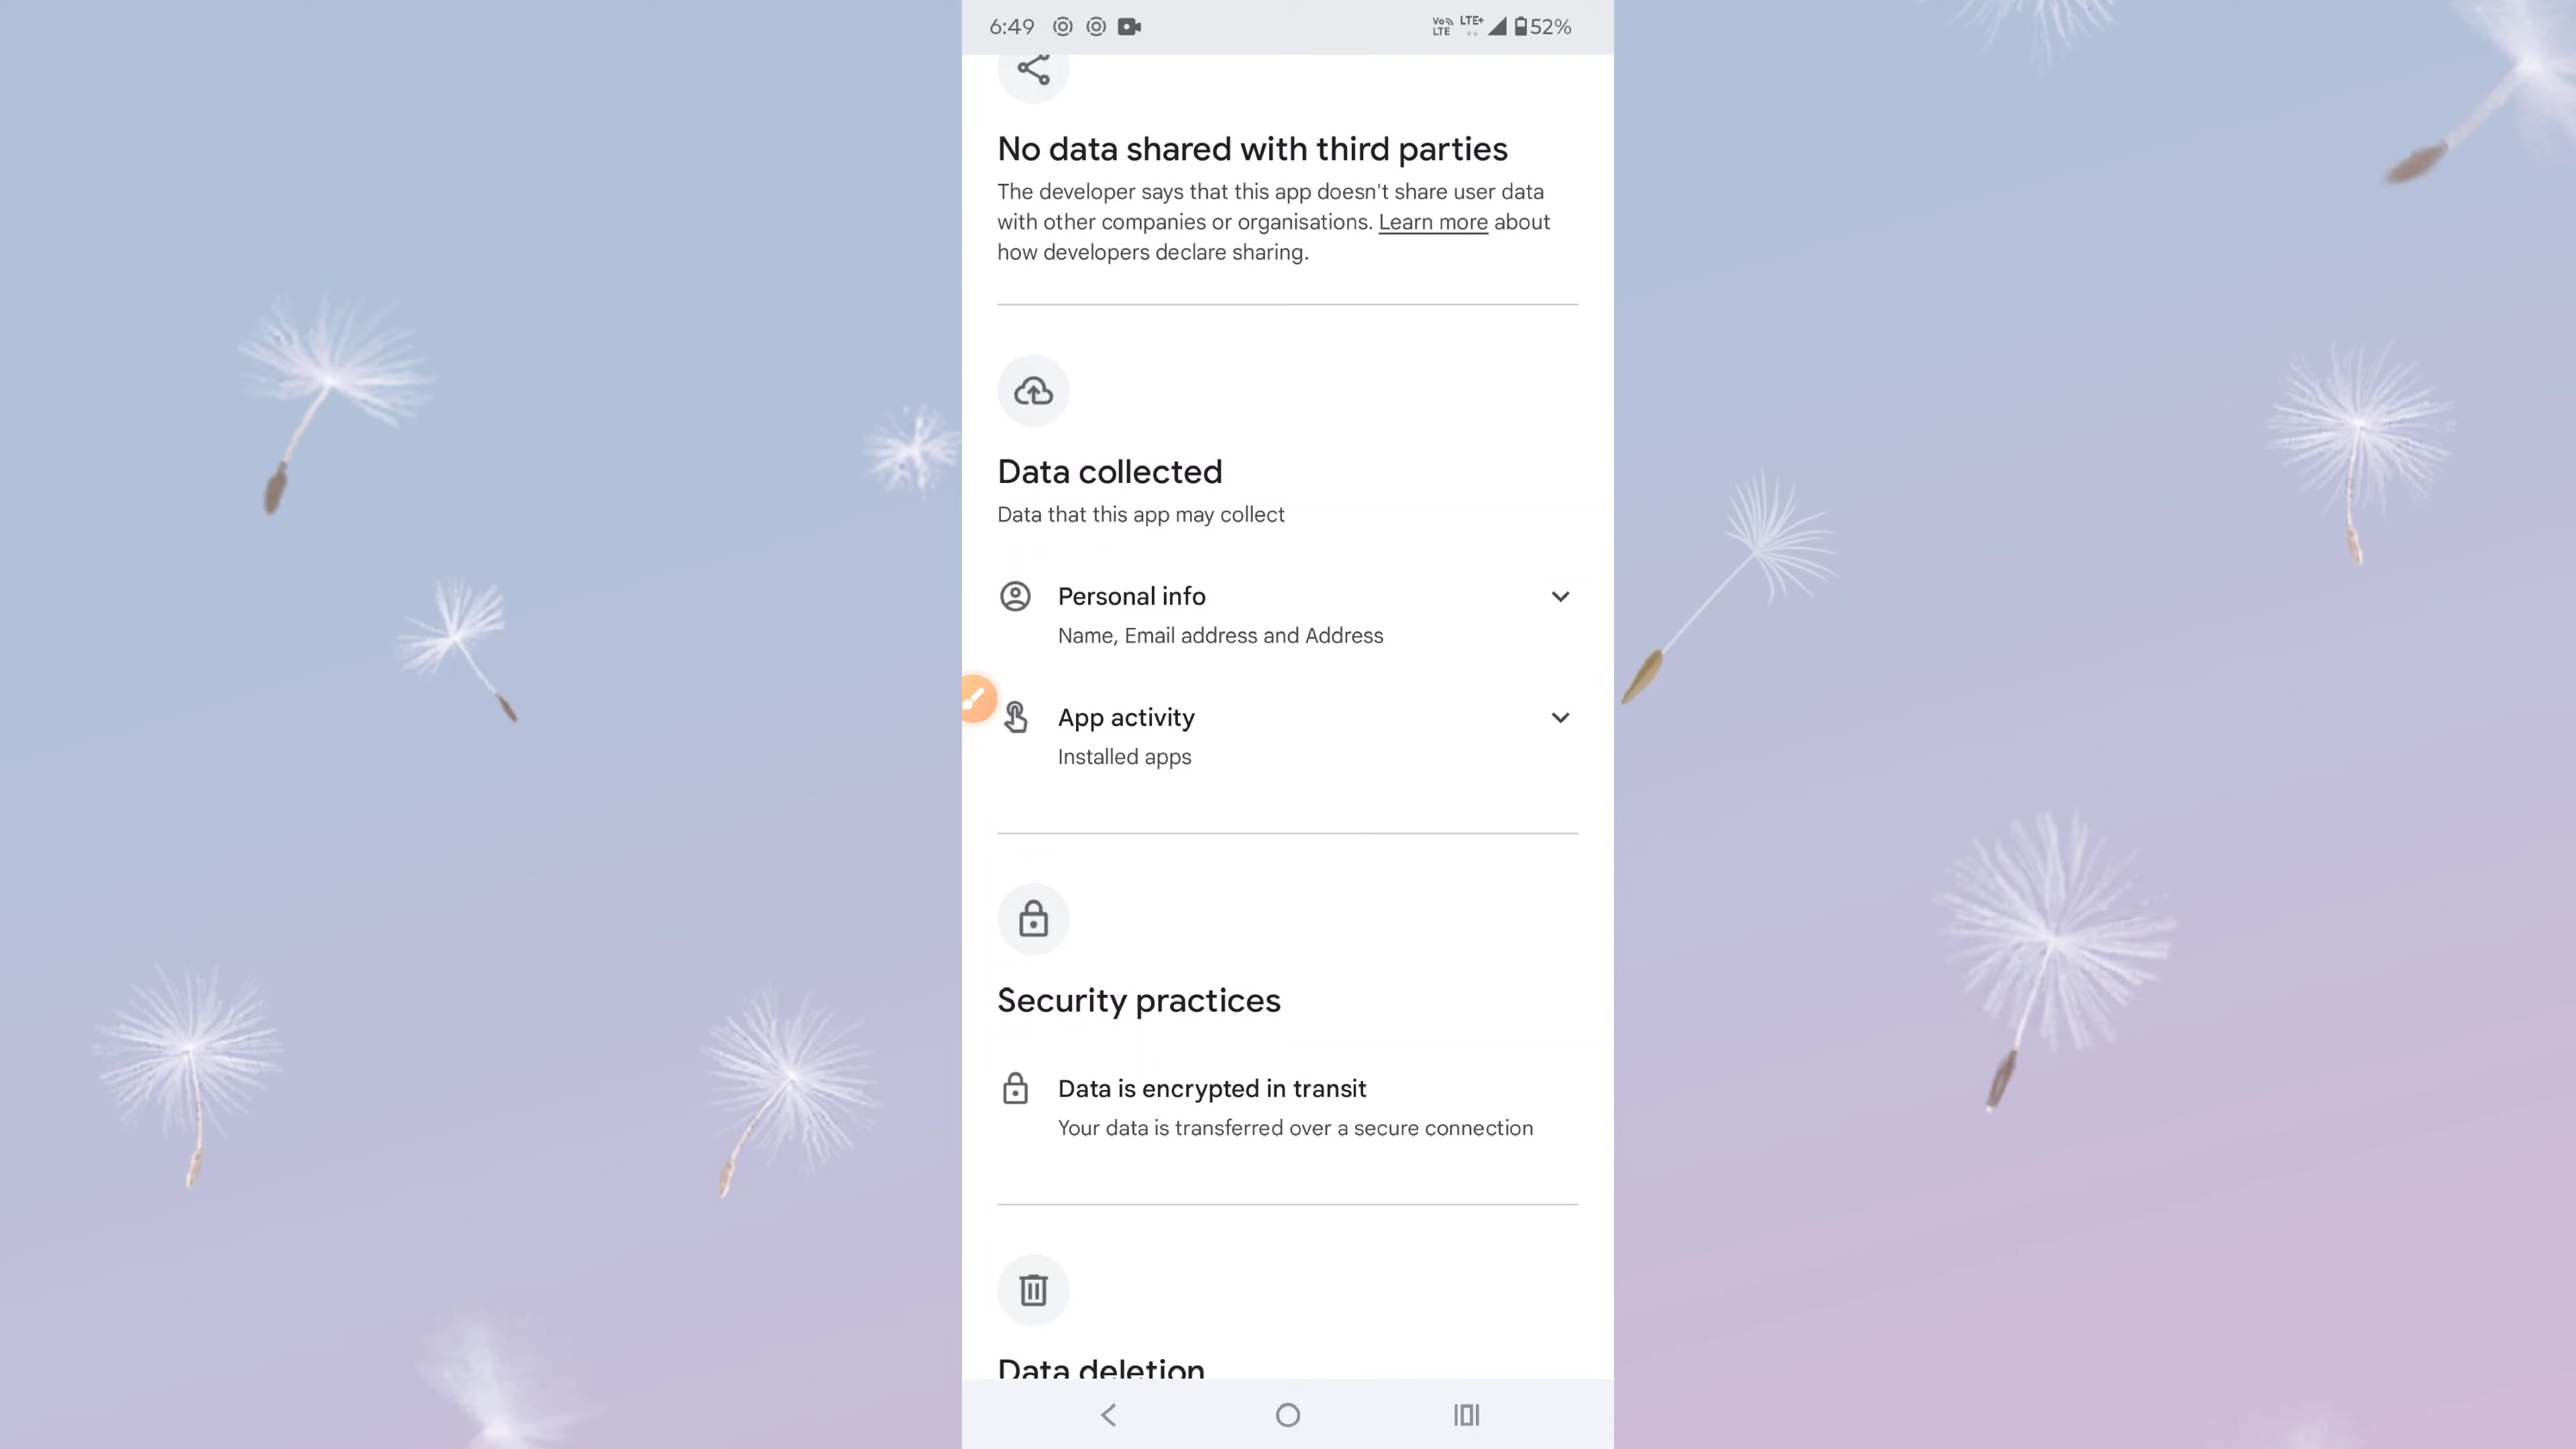 6:49
Vo LTE LTE+ 52%
No data shared with third parties
The developer says that this app doesn't share user data
with other companies or organisations. Learn more about
how developers declare sharing.
Data collected
Data that this app may collect
Personal info
Name, Email address and Address
App activity
Installed apps
Security practices
Data is encrypted in transit
Your data is transferred over a secure connection
Data deletion